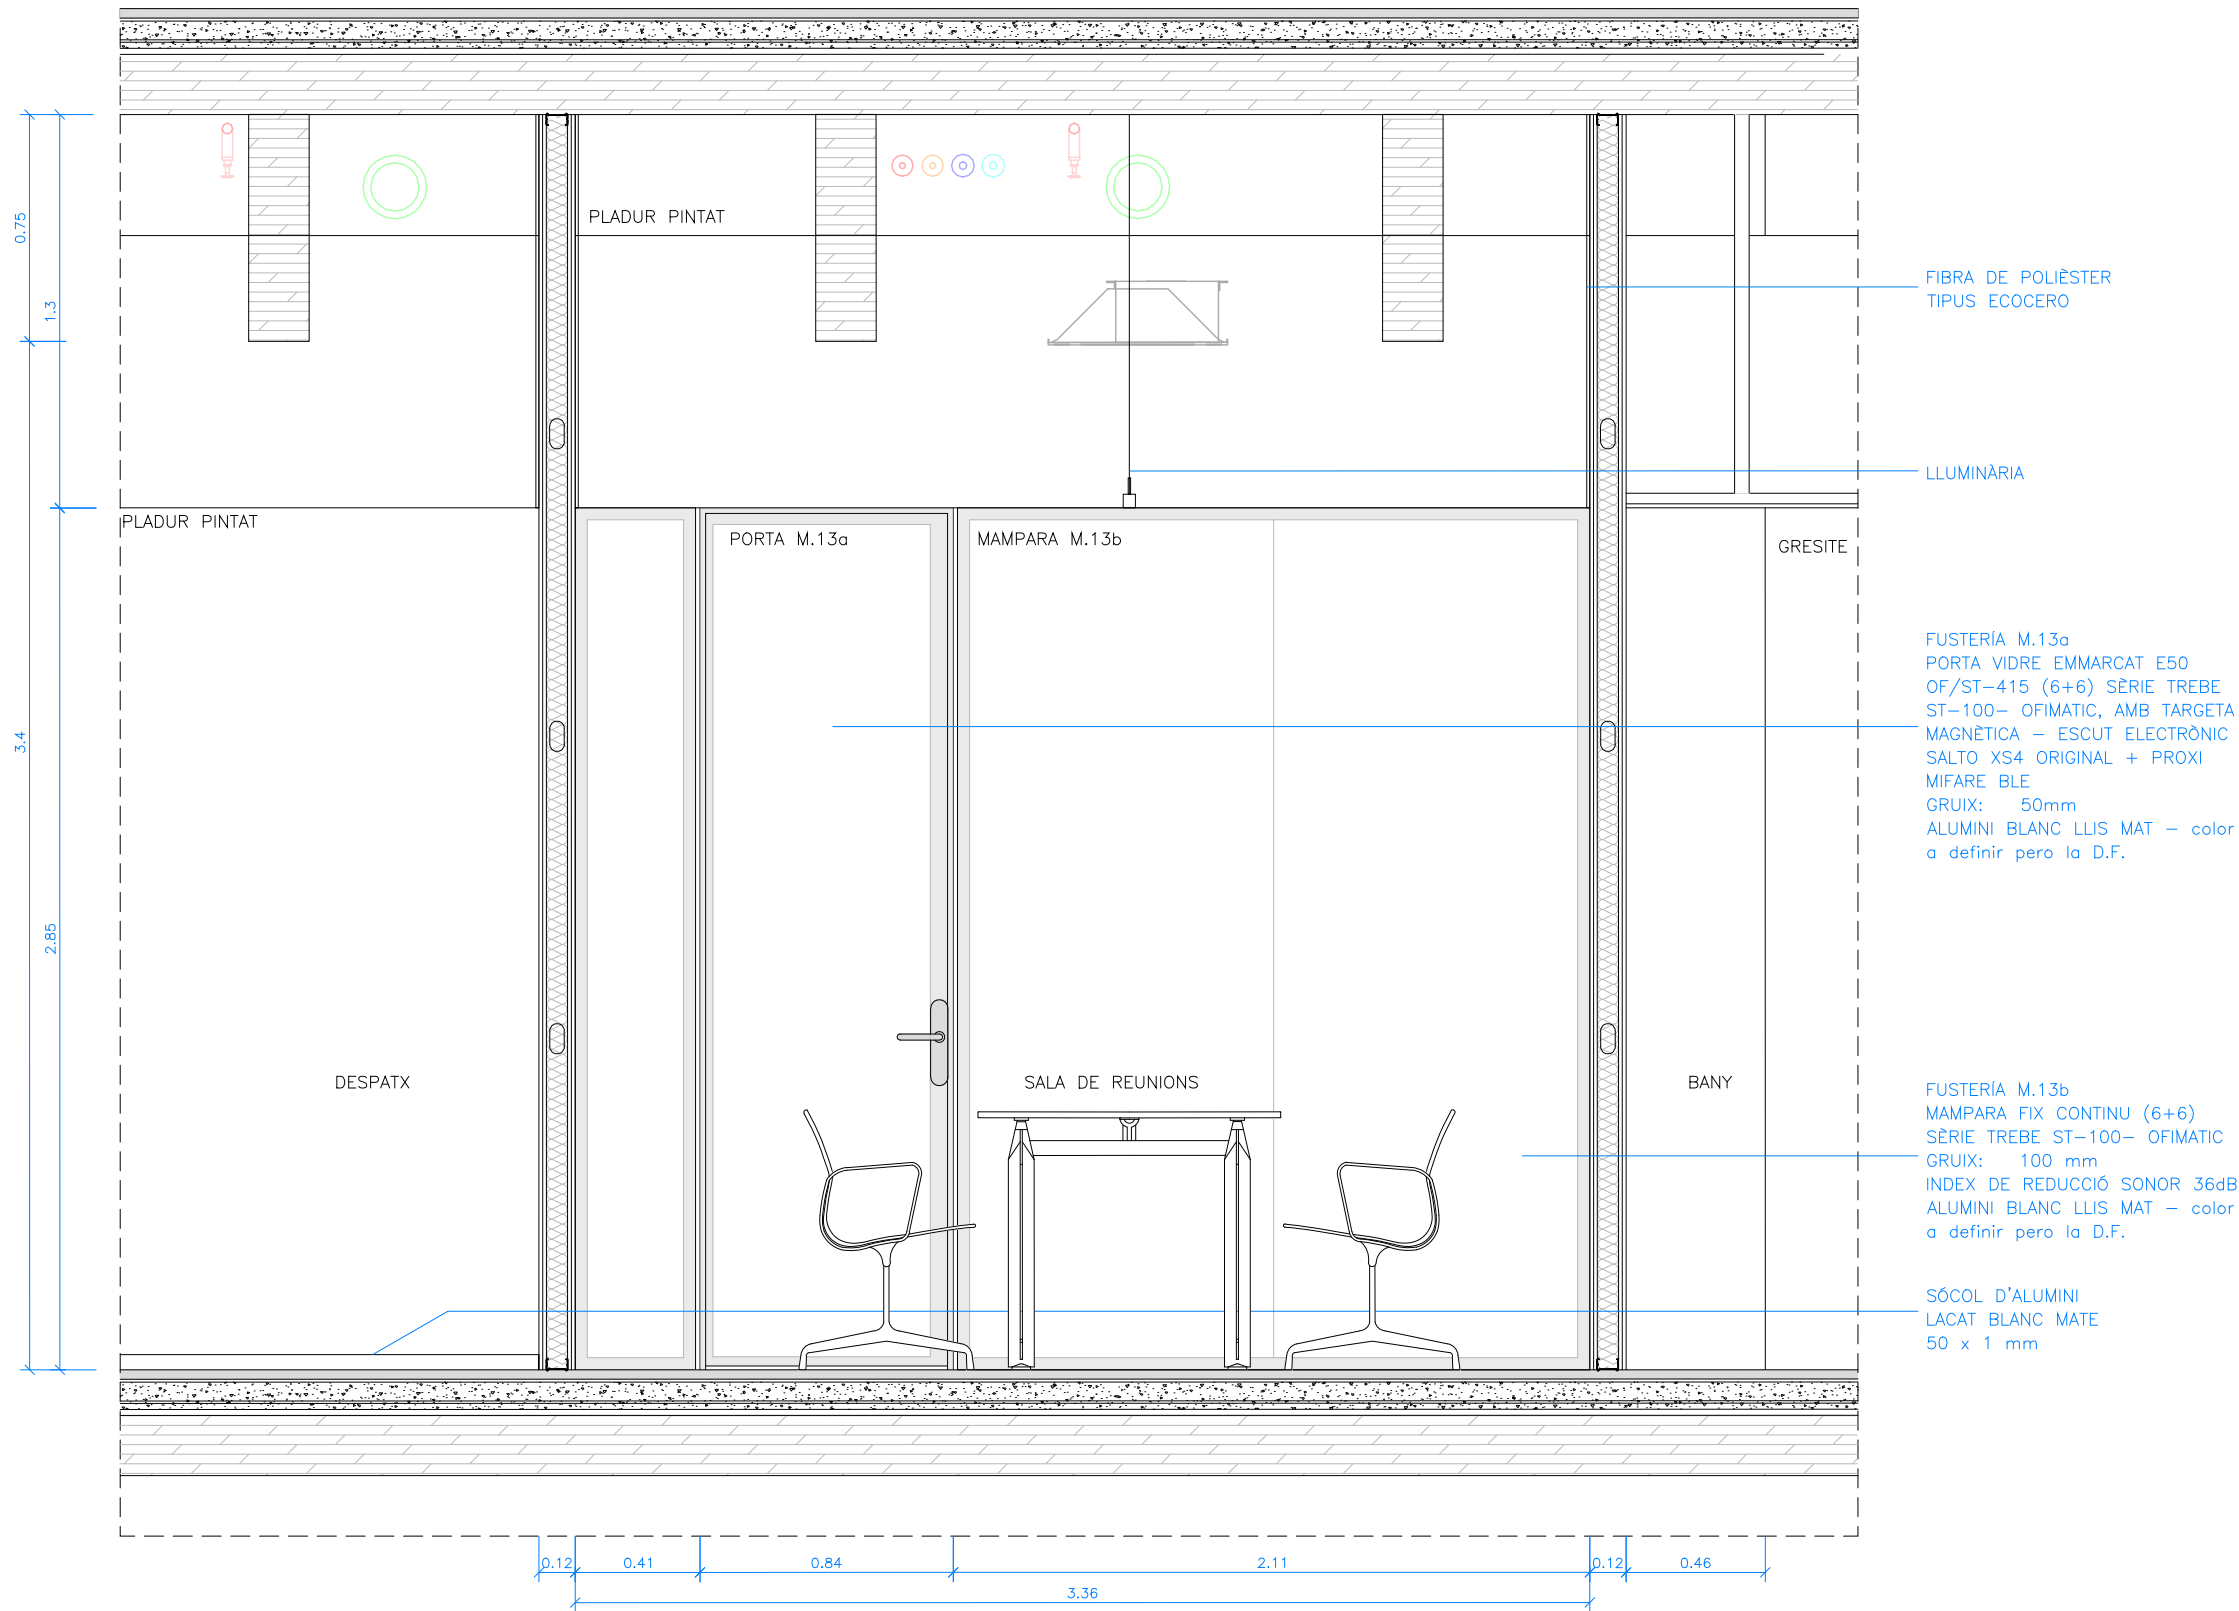 PLADUR PINTAT
0.75
1.3
FIBRA DE POLIÈSTER
TIPUS ECOCERO
LLUMINÀRIA
PLADUR PINTAT
PORTA M.13a
MAMPARA M.13b
GRESITE
FUSTERÍA M.13a
PORTA VIDRE EMMARCAT E50
OF/ST-415 (6+6) SÈRIE TREBE
ST-100- OFIMATIC, AMB TARGETA
MAGNÈTICA - ESCUT ELECTRÒNIC
SALTO XS4 ORIGINAL + PROXI
MIFARE BLE
GRUIX: 50mm
ALUMINI BLANC LLIS MAT - color
a definir pero la D.F.
3.4
2.85
DESPATX
SALA DE REUNIONS
BANY
FUSTERÍA M.13b
MAMPARA FIX CONTINU (6+6)
SÈRIE TREBE ST-100- OFIMATIC
GRUIX: 100 mm
INDEX DE REDUCCIÓ SONOR 36dB
ALUMINI BLANC LLIS MAT - color
a definir pero la D.F.
SÓCOL D'ALUMINI
LACAT BLANC MATE
50 x 1 mm
0.12
0.41
0.84
2.11
0.12
0.46
3.36